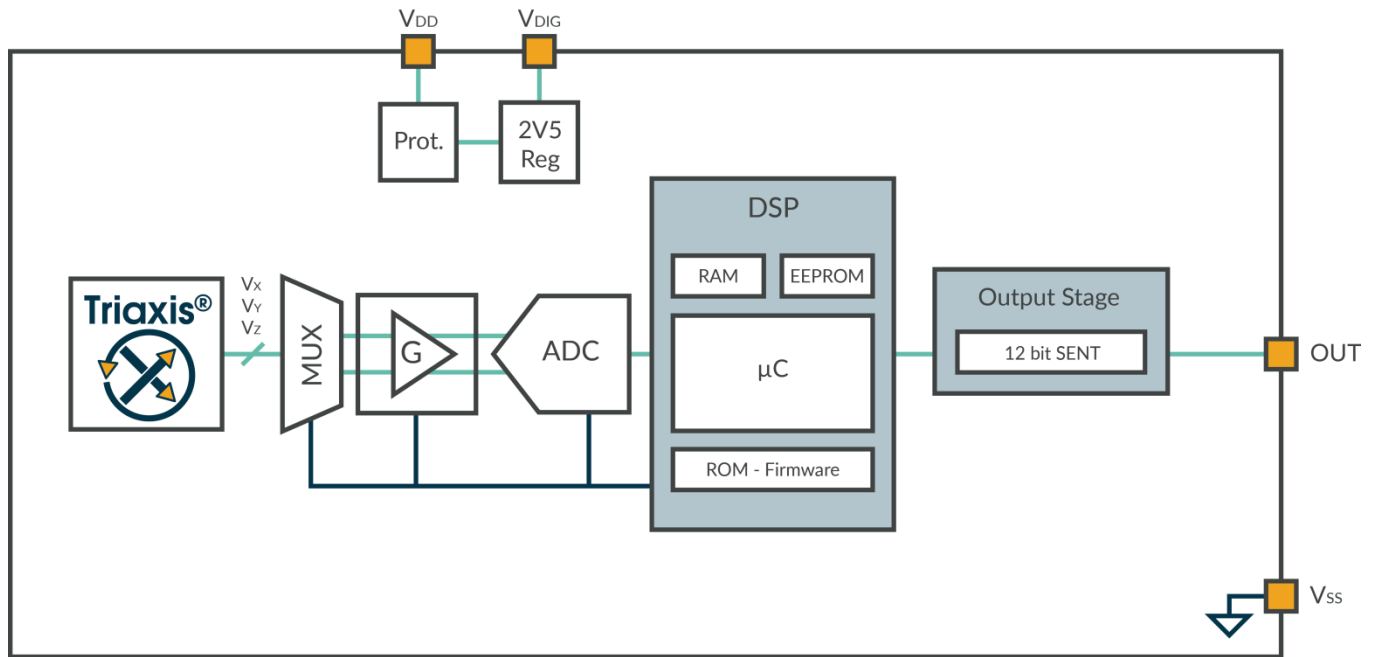 VDD
VDIG
Prot.
2V5
Reg
DSP
RAM
EEPROM
Triaxis®
VX
VY
VZ
MUX
G
ADC
µC
ROM - Firmware
Output Stage
12 bit SENT
OUT
VSS